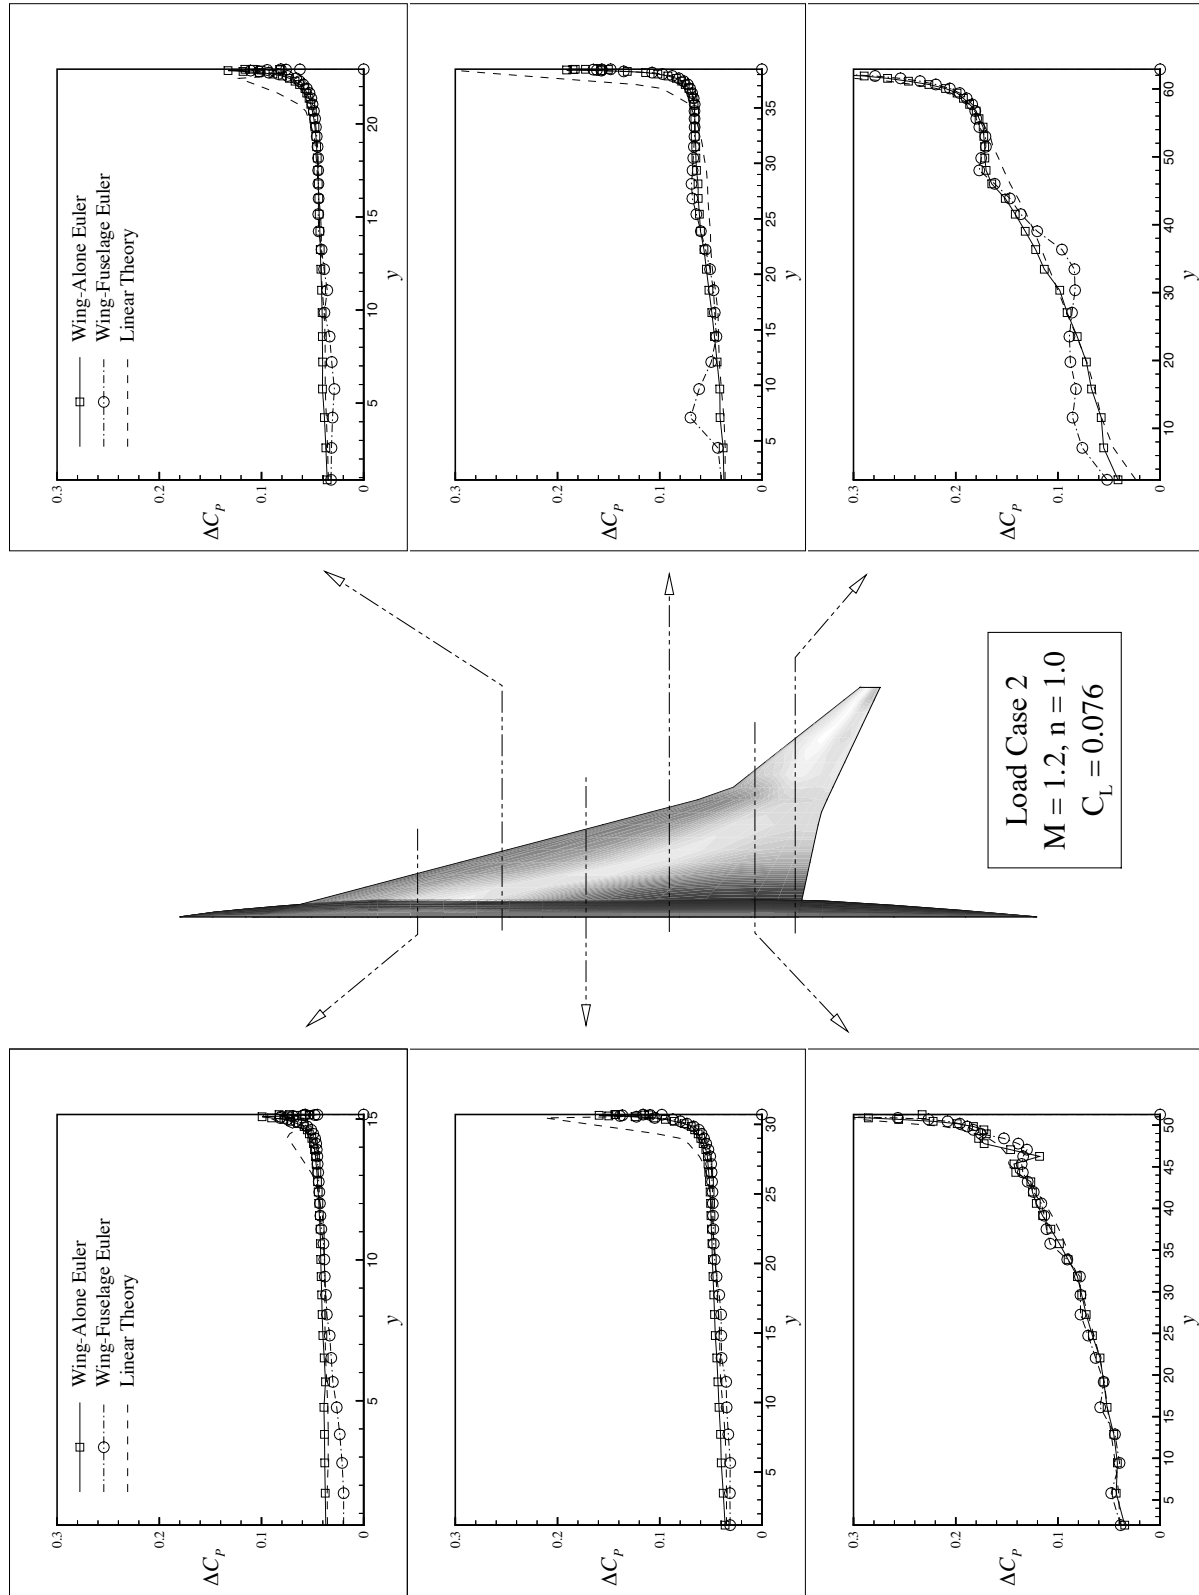 Wing-Alone Euler
Wing-Fuselage Euler
Linear Theory
0.3
0.2
ΔC_P
0.1
0
5 10 15
y
Wing-Alone Euler
Wing-Fuselage Euler
Linear Theory
0.3
0.2
ΔC_P
0.1
0
5 10 15 20
y
0.3
0.2
ΔC_P
0.1
0
5 10 15 20 25 30
y
0.3
0.2
ΔC_P
0.1
0
5 10 15 20 25 30 35
y
0.3
0.2
ΔC_P
0.1
0
5 10 15 20 25 30 35 40 45 50
y
Load Case 2
M = 1.2, n = 1.0
C_L = 0.076
0.3
0.2
ΔC_P
0.1
0
10 20 30 40 50 60
y